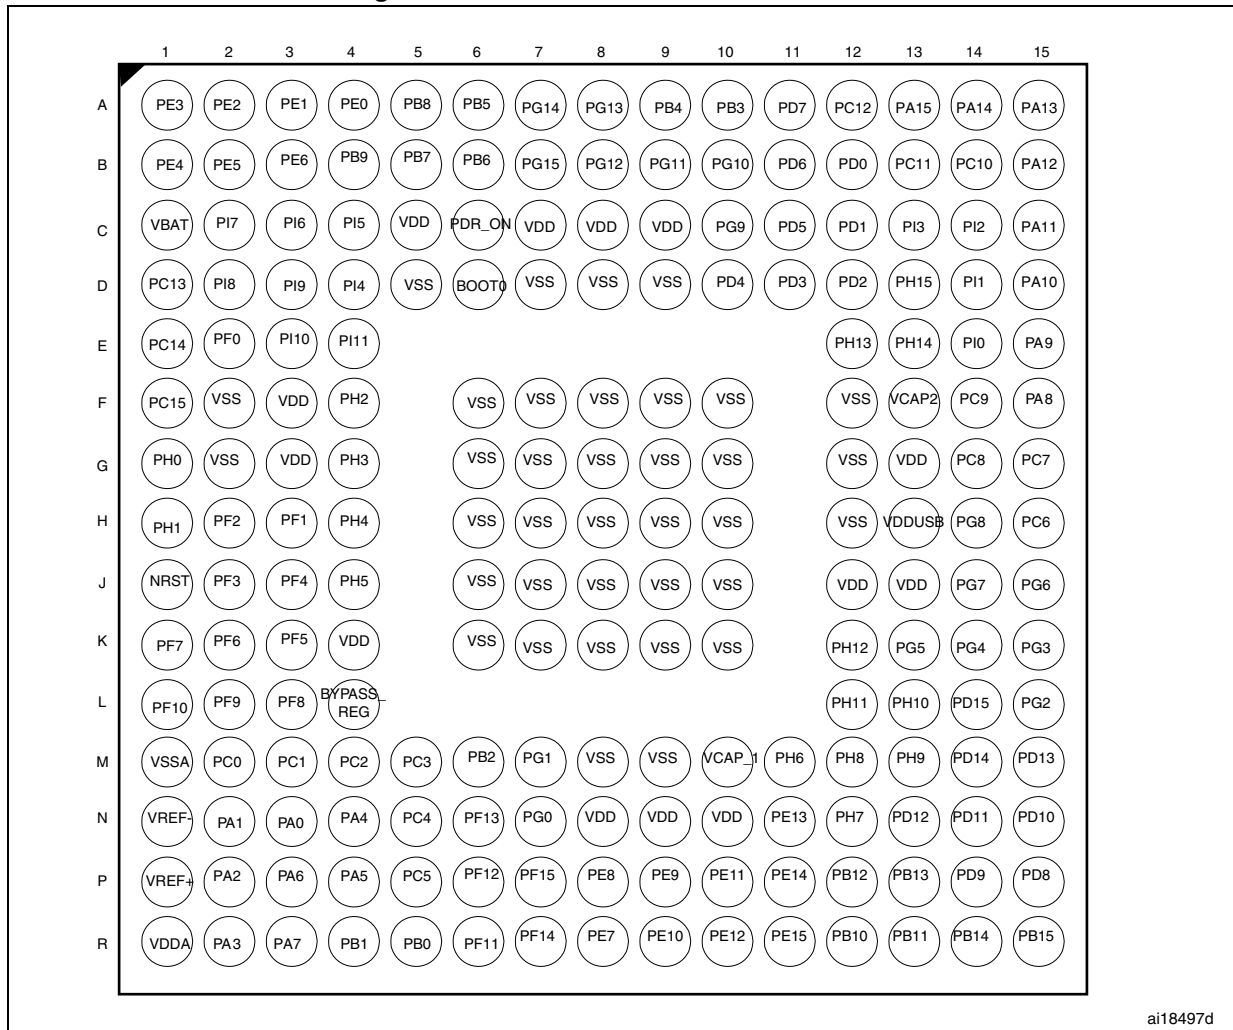 1 2 3 4 5 6 7 8 9 10 11 12 13 14 15
A PE3 PE2 PE1 PE0 PB8 PB5 PG14 PG13 PB4 PB3 PD7 PC12 PA15 PA14 PA13
B PE4 PE5 PE6 PB9 PB7 PB6 PG15 PG12 PG11 PG10 PD6 PD0 PC11 PC10 PA12
C VBAT PI7 PI6 PI5 VDD PDR_ON VDD VDD VDD PG9 PD5 PD1 PI3 PI2 PA11
D PC13 PI8 PI9 PI4 VSS BOOT0 VSS VSS VSS PD4 PD3 PD2 PH15 PI1 PA10
E PC14 PF0 PI10 PI11 PH13 PH14 PI0 PA9
F PC15 VSS VDD PH2 VSS VSS VSS VSS VSS VSS VCAP2 PC9 PA8
G PH0 VSS VDD PH3 VSS VSS VSS VSS VSS VSS VDD PC8 PC7
H PH1 PF2 PF1 PH4 VSS VSS VSS VSS VSS VSS VDDUSB PG8 PC6
J NRST PF3 PF4 PH5 VSS VSS VSS VSS VSS VDD VDD PG7 PG6
K PF7 PF6 PF5 VDD VSS VSS VSS VSS VSS PH12 PG5 PG4 PG3
L PF10 PF9 PF8 BYPASS_ REG PH11 PH10 PD15 PG2
M VSSA PC0 PC1 PC2 PC3 PB2 PG1 VSS VSS VCAP_1 PH6 PH8 PH9 PD14 PD13
N VREF- PA1 PA0 PA4 PC4 PF13 PG0 VDD VDD VDD PE13 PH7 PD12 PD11 PD10
P VREF+ PA2 PA6 PA5 PC5 PF12 PF15 PE8 PE9 PE11 PE14 PB12 PB13 PD9 PD8
R VDDA PA3 PA7 PB1 PB0 PF11 PF14 PE7 PE10 PE12 PE15 PB10 PB11 PB14 PB15
ai18497d